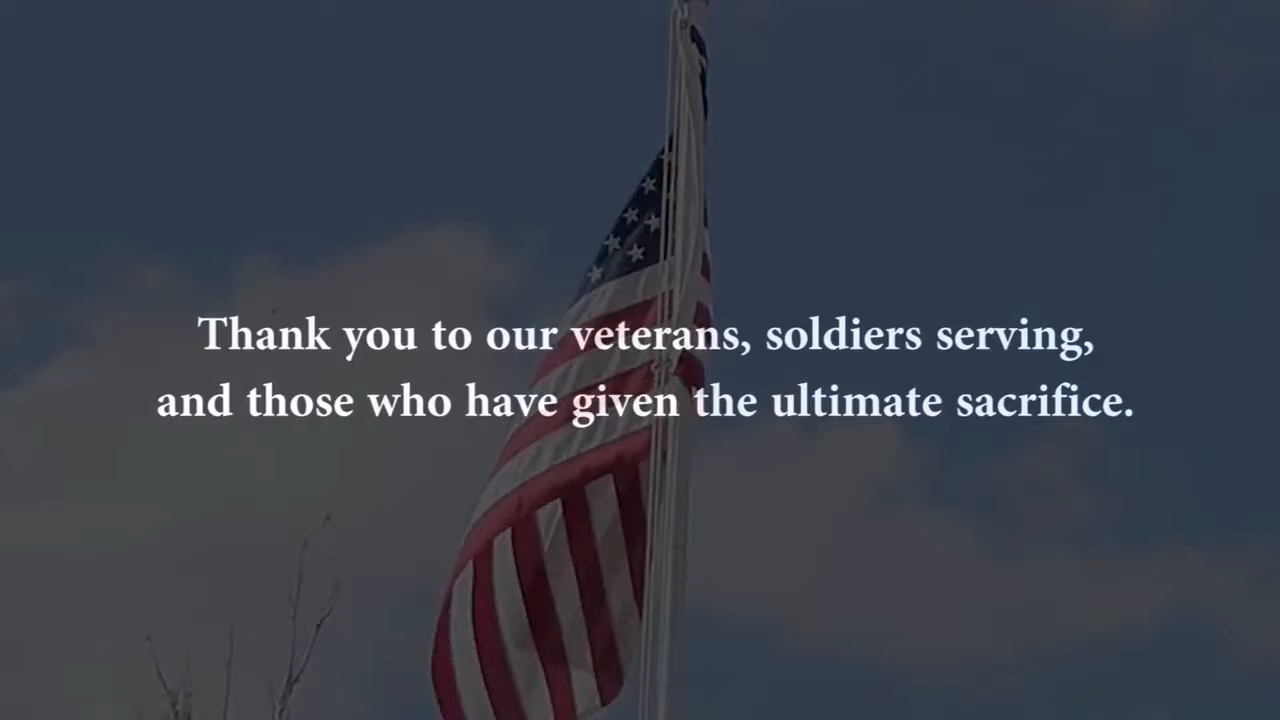 Thank you to our veterans, soldiers serving,
and those who have given the ultimate sacrifice.